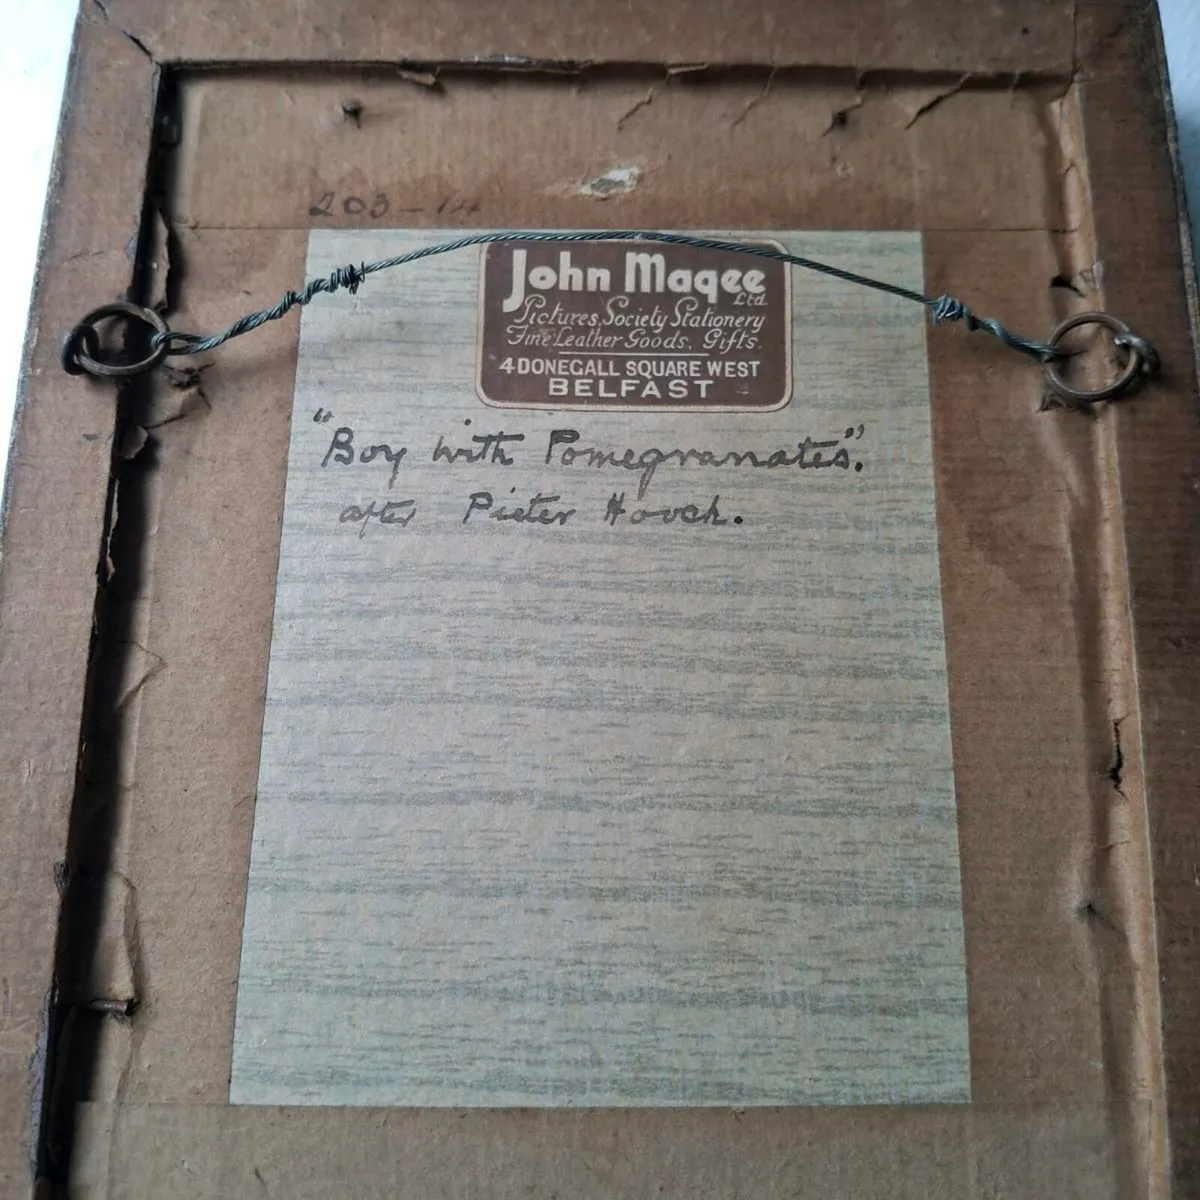 203 - 14
John Magee
Ltd.
Pictures, Society Stationery
Fine Leather Goods, Gifts.
4 DONEGALL SQUARE WEST
BELFAST
"Boy with Pomegranates".
after Pieter Hooch.